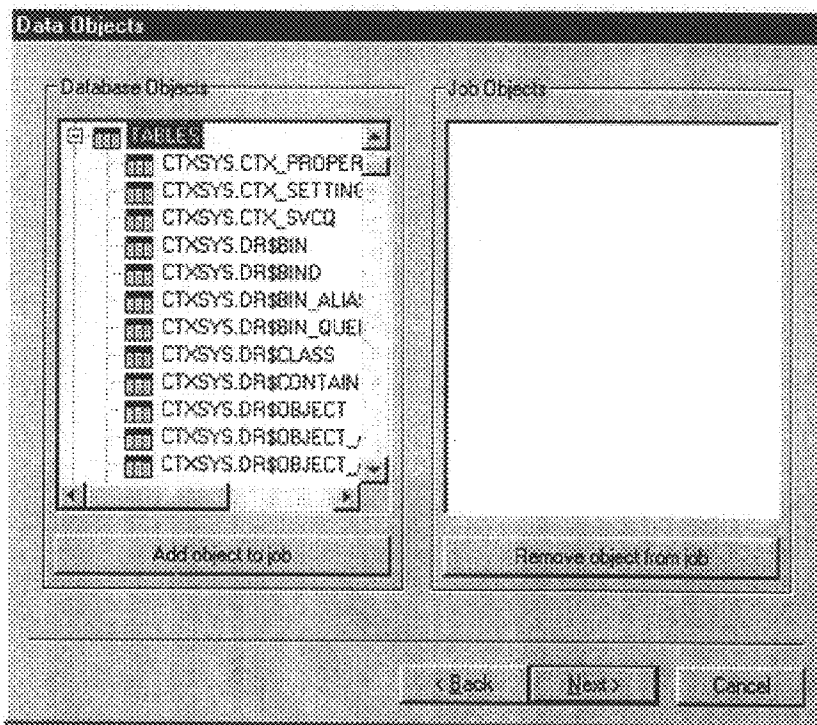 Data Objects
Database Objects
TABLES
CTXSYS.CTX_PROPER
CTXSYS.CTX_SETTING
CTXSYS.CTX_SVCQ
CTXSYS.DR$BIN
CTXSYS.DR$BIND
CTXSYS.DR$BIN_ALIA
CTXSYS.DR$BIN_QUE
CTXSYS.DR$CLASS
CTXSYS.DR$CONTAIN
CTXSYS.DR$OBJECT
CTXSYS.DR$OBJECT_
CTXSYS.DR$OBJECT_
Add object to job
Job Objects
Remove object from job
< Back
Next >
Cancel